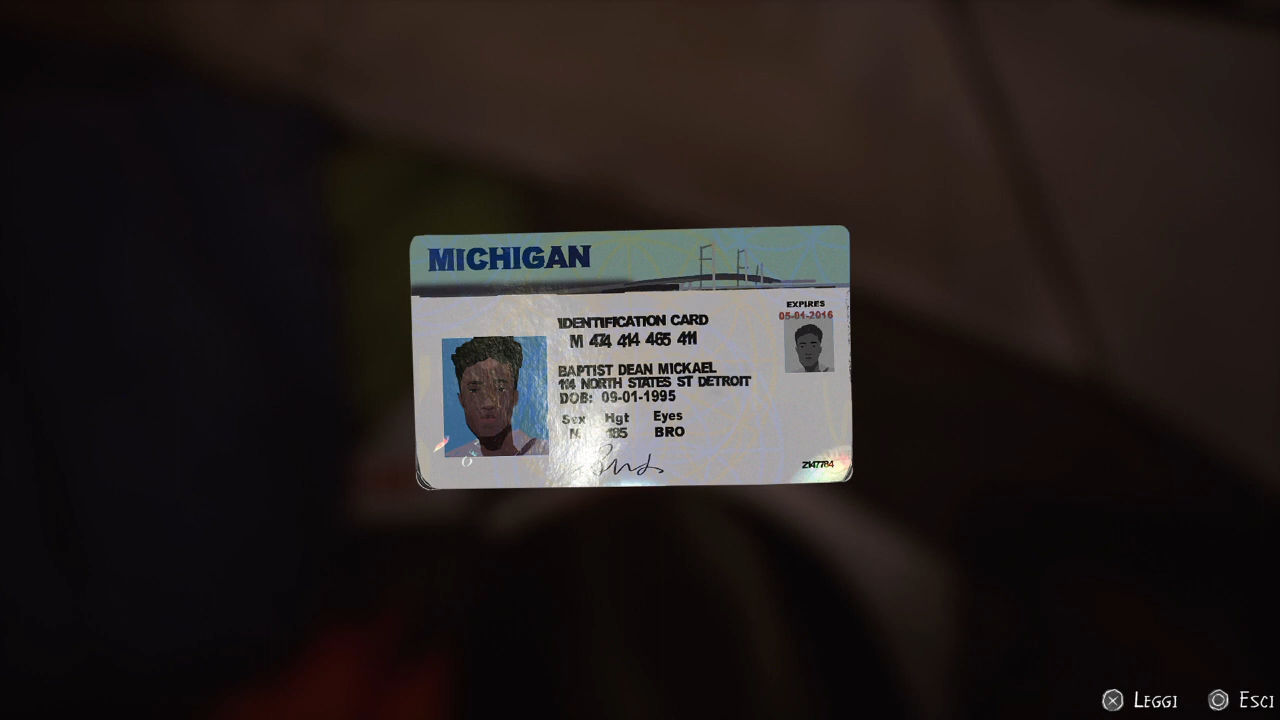 MICHIGAN
EXPIRES
05-01-2016
IDENTIFICATION CARD
M 474 414 465 411
BAPTIST DEAN MICKAEL
114 NORTH STATES ST DETROIT
DOB: 09-01-1995
Sex Hgt Eyes
185 BRO
Z147784
LEGGI ESCI